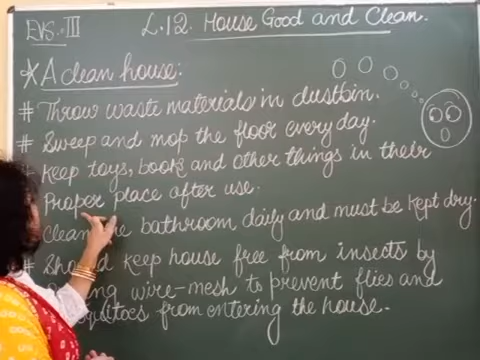 EVS-III
L.12. House Good and Clean.
* A clean house:
# Throw waste materials in dustbin.
# Sweep and mop the floor every day.
# Keep toys, books and other things in their
Proper place after use.
Clean the bathroom daily and must be kept dry.
# Should keep house free from insects by
wire-mesh to prevent flies and
from entering the house.